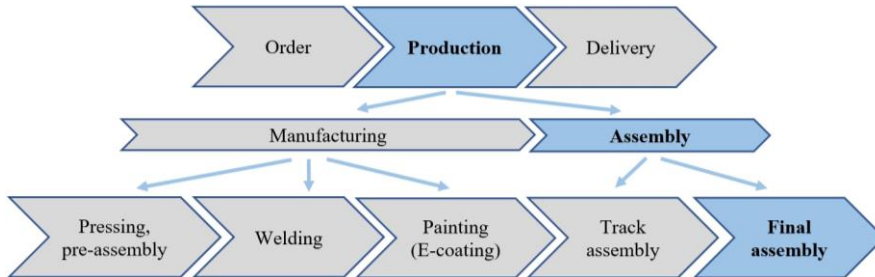 Order
Production
Delivery
Manufacturing
Assembly
Pressing,
pre-assembly
Welding
Painting
(E-coating)
Track
assembly
Final
assembly